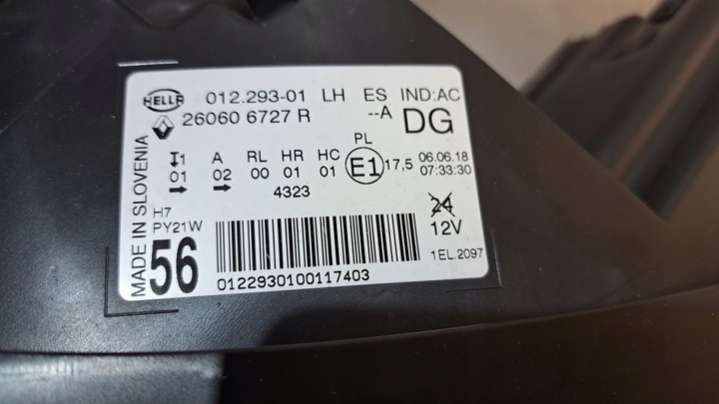 HELLA 012.293-01 LH ES IND:AC
26060 6727 R --A DG
PL
1 A RL HR HC E1 17,5 06.06.18
01 02 00 01 01 07:33:30
4323
H7
PY21W
24
12V
56
1EL.2097
0122930100117403
MADE IN SLOVENIA